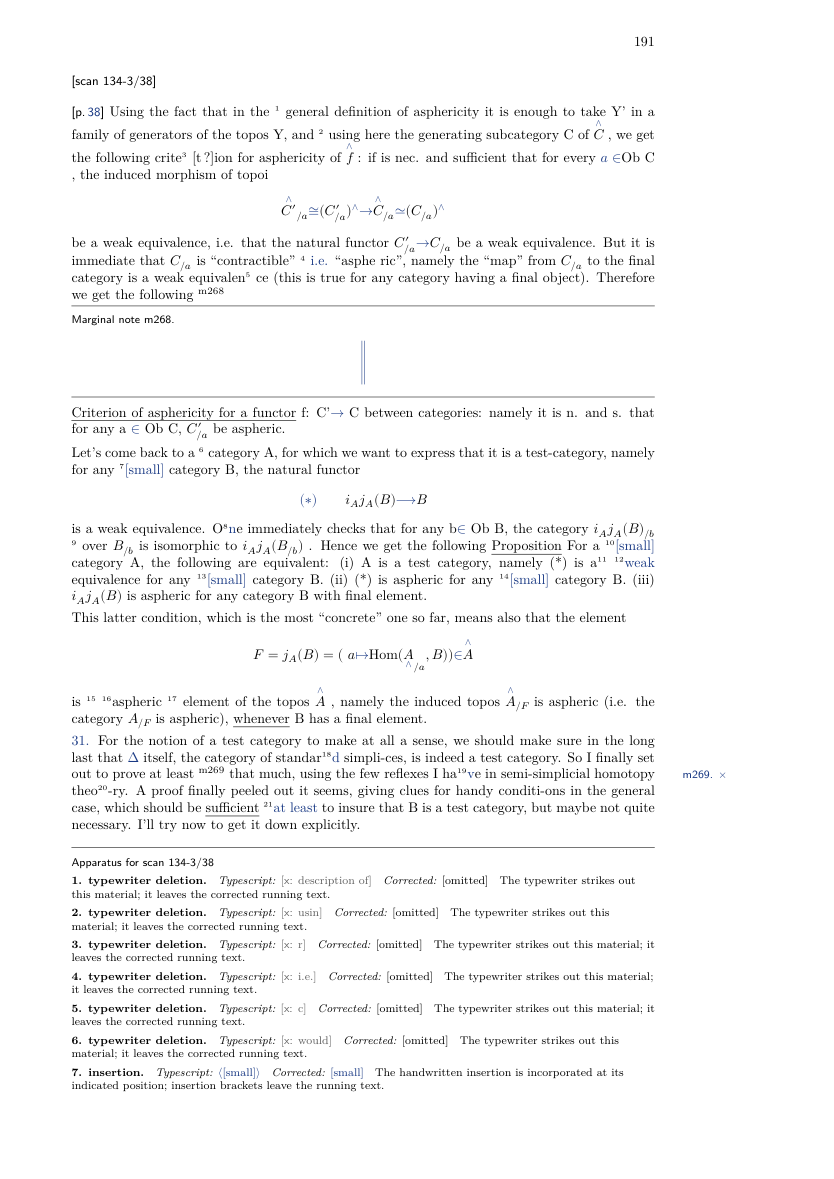 191
[scan 134-3/38]
[p. 38] Using the fact that in the ¹ general definition of asphericity it is enough to take Y' in a
family of generators of the topos Y, and ² using here the generating subcategory C of Ĉ , we get
the following crite³ [t ?]ion for asphericity of f̂ : if is nec. and sufficient that for every a ∈Ob C
, the induced morphism of topoi
Ĉ′/a≅(C′/a)^→Ĉ/a≃(C/a)^
be a weak equivalence, i.e. that the natural functor C′/a→C/a be a weak equivalence. But it is
immediate that C/a is “contractible” ⁴ i.e. “asphe ric”, namely the “map” from C/a to the final
category is a weak equivalen⁵ ce (this is true for any category having a final object). Therefore
we get the following m268
Marginal note m268.
Criterion of asphericity for a functor f: C'→ C between categories: namely it is n. and s. that
for any a ∈ Ob C, C′/a be aspheric.
Let's come back to a ⁶ category A, for which we want to express that it is a test-category, namely
for any ⁷[small] category B, the natural functor
(∗) i_A j_A(B)⟶B
is a weak equivalence. O⁸ne immediately checks that for any b∈ Ob B, the category i_A j_A(B)/b
⁹ over B/b is isomorphic to i_A j_A(B/b) . Hence we get the following Proposition For a ¹⁰[small]
category A, the following are equivalent: (i) A is a test category, namely (*) is a¹¹ ¹²weak
equivalence for any ¹³[small] category B. (ii) (*) is aspheric for any ¹⁴[small] category B. (iii)
i_A j_A(B) is aspheric for any category B with final element.
This latter condition, which is the most “concrete” one so far, means also that the element
F = j_A(B) = ( a↦Hom(A^/a , B))∈Â
is ¹⁵ ¹⁶aspheric ¹⁷ element of the topos Â , namely the induced topos Â/F is aspheric (i.e. the
category A/F is aspheric), whenever B has a final element.
31. For the notion of a test category to make at all a sense, we should make sure in the long
last that Δ itself, the category of standar¹⁸d simpli-ces, is indeed a test category. So I finally set
out to prove at least m269 that much, using the few reflexes I ha¹⁹ve in semi-simplicial homotopy
m269. ×
theo²⁰-ry. A proof finally peeled out it seems, giving clues for handy conditi-ons in the general
case, which should be sufficient ²¹at least to insure that B is a test category, but maybe not quite
necessary. I'll try now to get it down explicitly.
Apparatus for scan 134-3/38
1. typewriter deletion. Typescript: [x: description of] Corrected: [omitted] The typewriter strikes out
this material; it leaves the corrected running text.
2. typewriter deletion. Typescript: [x: usin] Corrected: [omitted] The typewriter strikes out this
material; it leaves the corrected running text.
3. typewriter deletion. Typescript: [x: r] Corrected: [omitted] The typewriter strikes out this material; it
leaves the corrected running text.
4. typewriter deletion. Typescript: [x: i.e.] Corrected: [omitted] The typewriter strikes out this material;
it leaves the corrected running text.
5. typewriter deletion. Typescript: [x: c] Corrected: [omitted] The typewriter strikes out this material; it
leaves the corrected running text.
6. typewriter deletion. Typescript: [x: would] Corrected: [omitted] The typewriter strikes out this
material; it leaves the corrected running text.
7. insertion. Typescript: ⟨[small]⟩ Corrected: [small] The handwritten insertion is incorporated at its
indicated position; insertion brackets leave the running text.